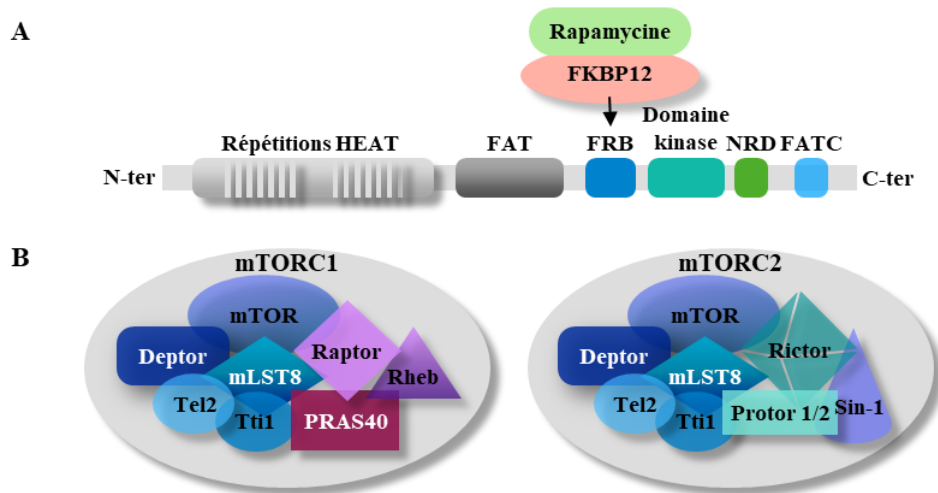 A
Rapamycine
FKBP12
Domaine
Répétitions HEAT FAT FRB kinase NRD FATC
N-ter C-ter
B
mTORC1
mTOR
Deptor
Raptor
mLST8
Rheb
Tel2
Tti1
PRAS40
mTORC2
mTOR
Deptor
Rictor
mLST8
Tel2
Tti1
Protor 1/2
Sin-1